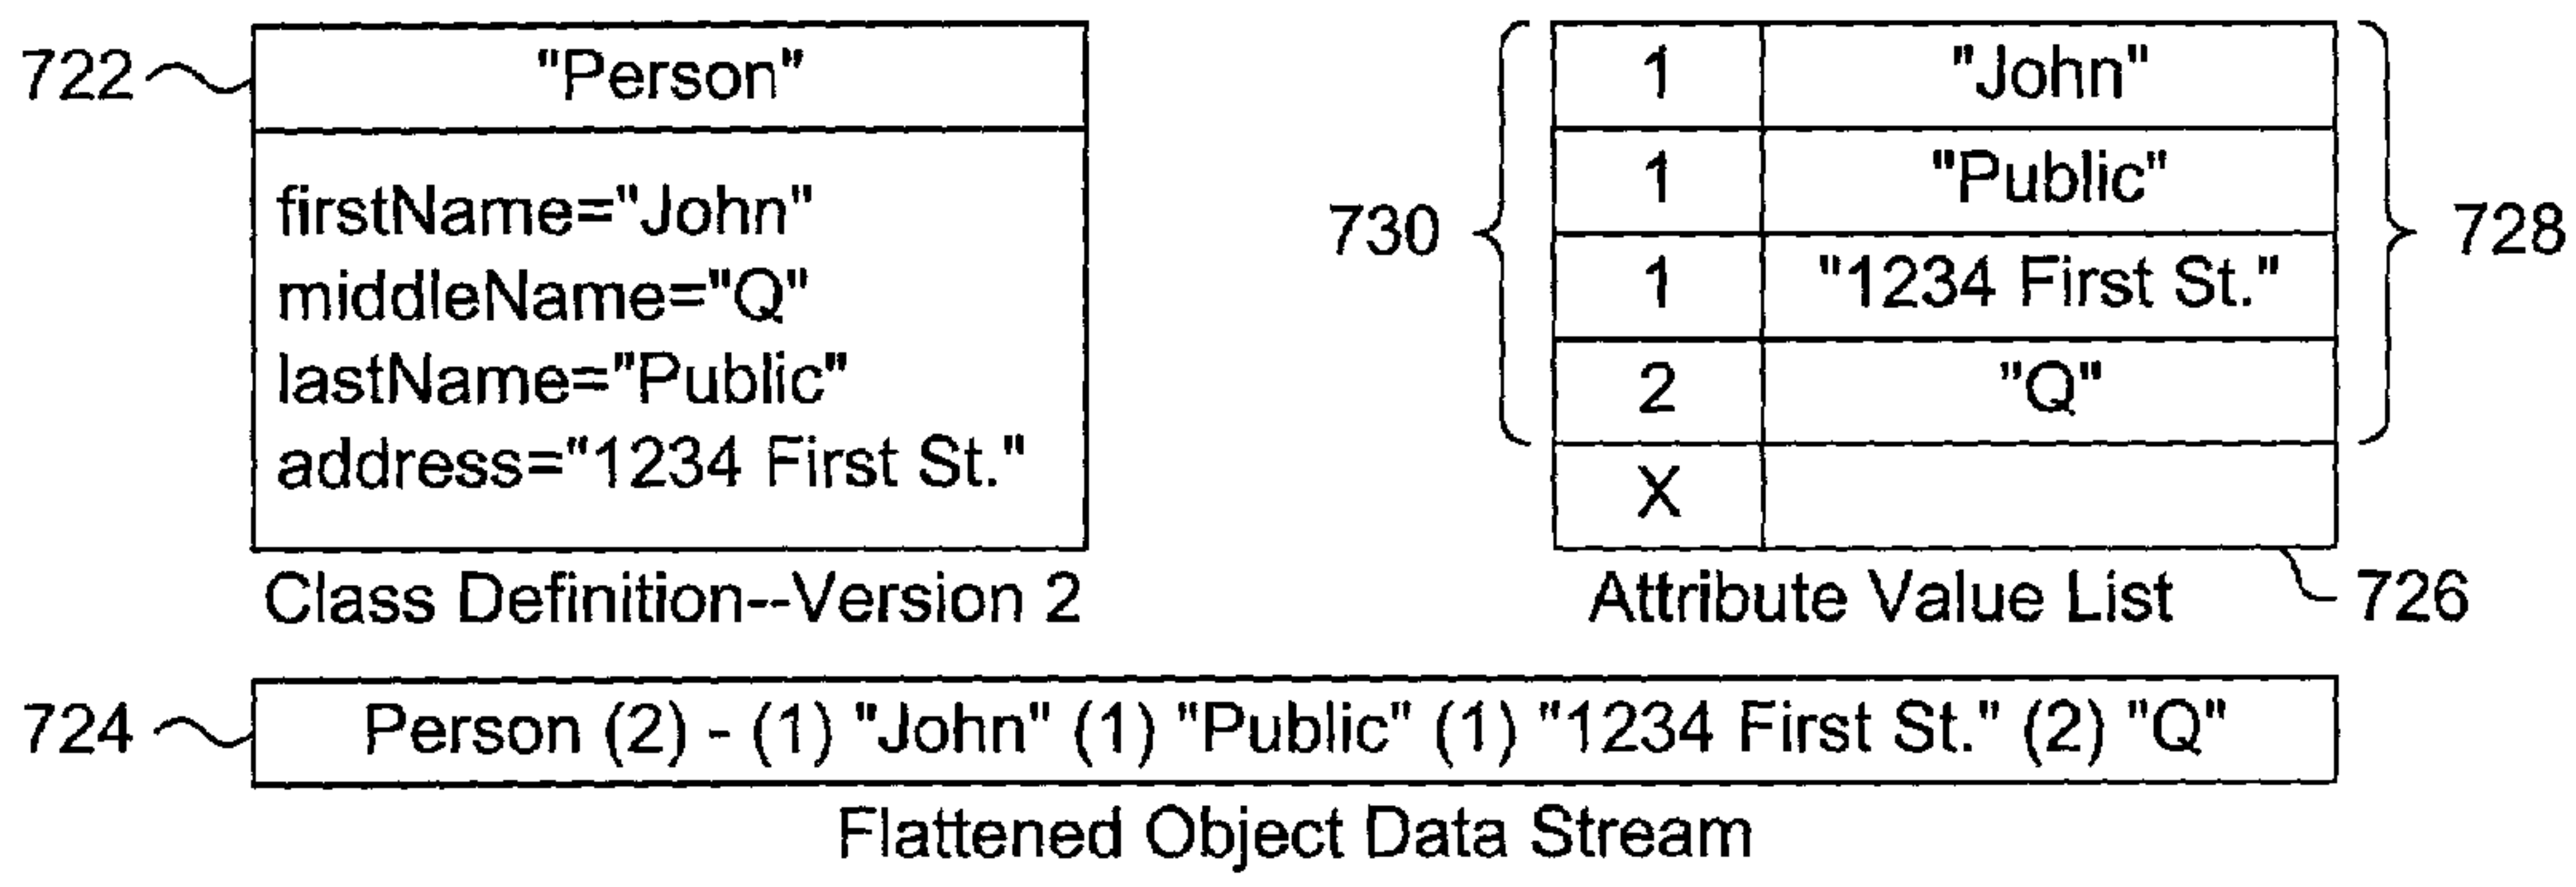 722
"Person"
firstName="John"
middleName="Q"
lastName="Public"
address="1234 First St."
Class Definition--Version 2
730
1 "John"
1 "Public"
1 "1234 First St."
2 "Q"
X
728
Attribute Value List
726
724
Person (2) - (1) "John" (1) "Public" (1) "1234 First St." (2) "Q"
Flattened Object Data Stream